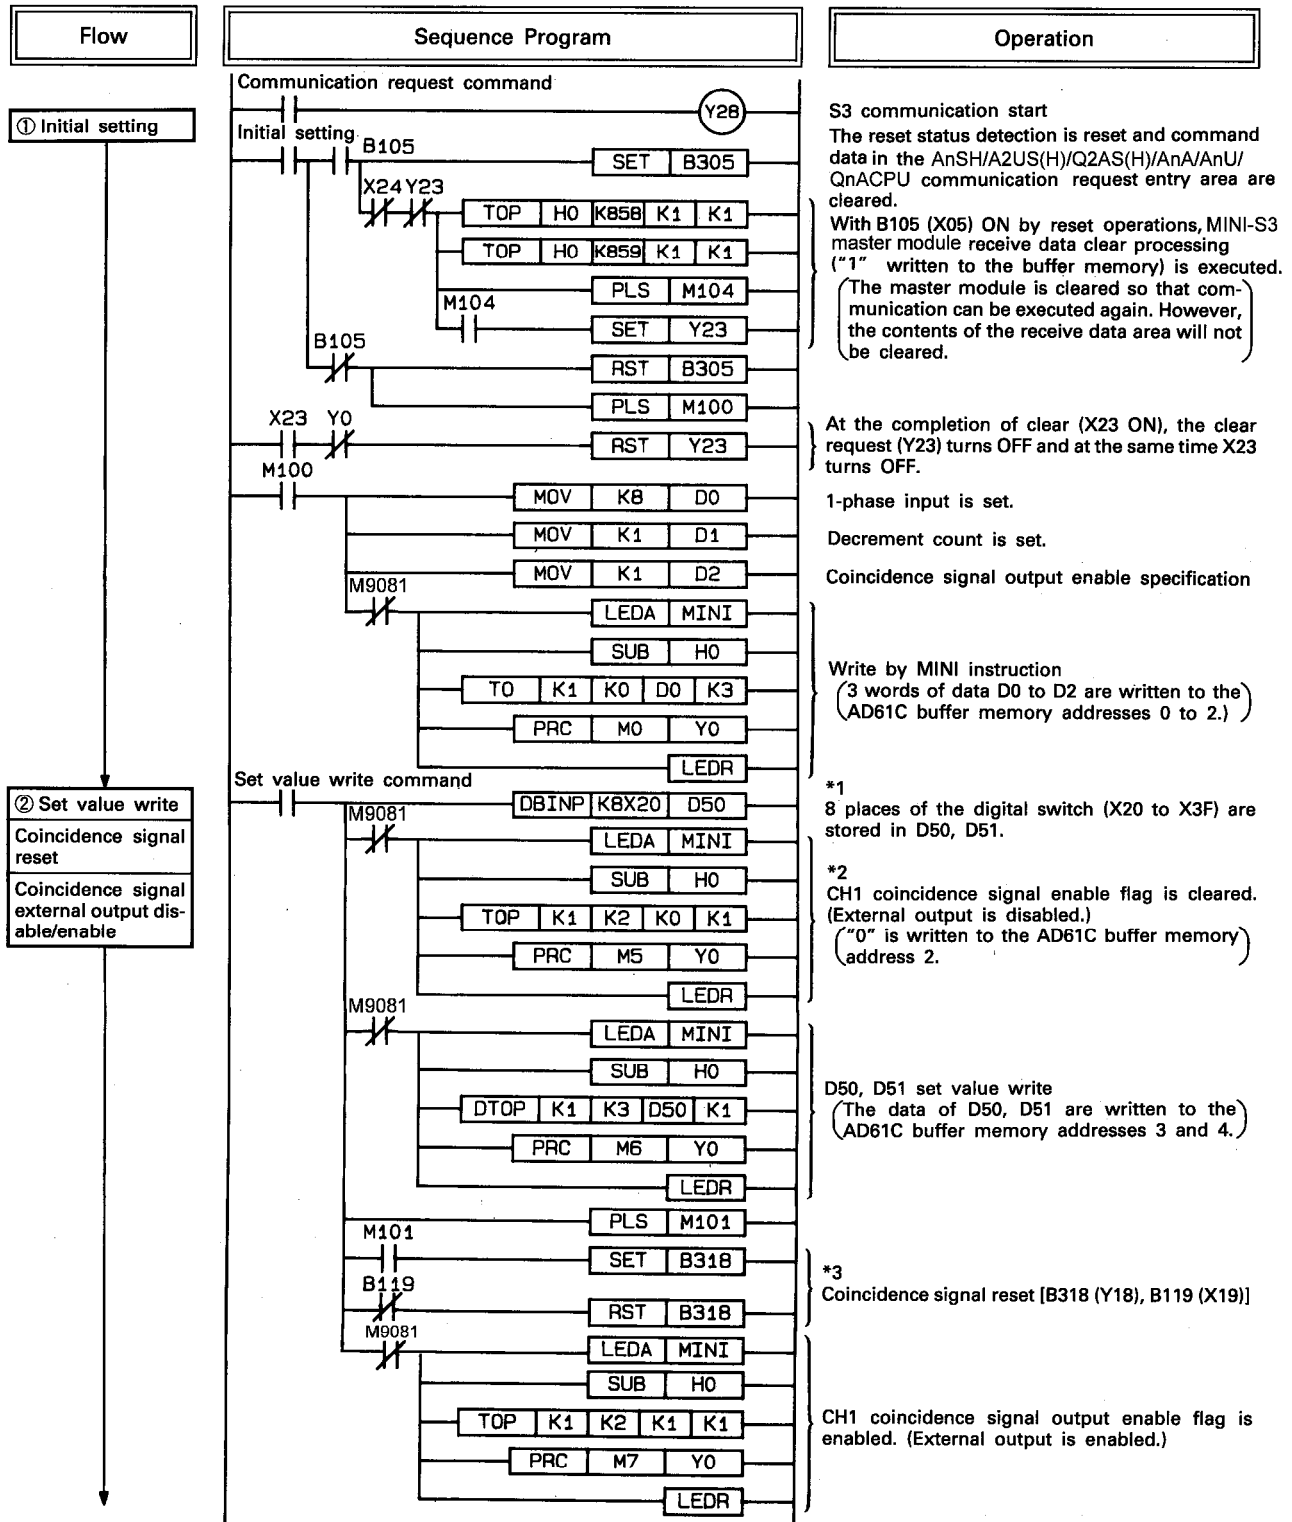 Flow
Sequence Program
Operation
① Initial setting
② Set value write
Coincidence signal
reset
Coincidence signal
external output dis-
able/enable
Communication request command
Y28
Initial setting
B105
SET B305
X24 Y23
TOP H0 K858 K1 K1
TOP H0 K859 K1 K1
PLS M104
M104
SET Y23
B105
RST B305
PLS M100
X23 Y0
RST Y23
M100
MOV K8 D0
MOV K1 D1
MOV K1 D2
M9081
LEDA MINI
SUB H0
TO K1 K0 D0 K3
PRC M0 Y0
LEDR
Set value write command
DBINP K8X20 D50
M9081
LEDA MINI
SUB H0
TOP K1 K2 K0 K1
PRC M5 Y0
LEDR
M9081
LEDA MINI
SUB H0
DTOP K1 K3 D50 K1
PRC M6 Y0
LEDR
PLS M101
M101
SET B318
B119
RST B318
M9081
LEDA MINI
SUB H0
TOP K1 K2 K1 K1
PRC M7 Y0
LEDR
S3 communication start
The reset status detection is reset and command
data in the AnSH/A2US(H)/Q2AS(H)/AnA/AnU/
QnACPU communication request entry area are
cleared.
With B105 (X05) ON by reset operations, MINI-S3
master module receive data clear processing
("1" written to the buffer memory) is executed.
(The master module is cleared so that com-
munication can be executed again. However,
the contents of the receive data area will not
be cleared.)
At the completion of clear (X23 ON), the clear
request (Y23) turns OFF and at the same time X23
turns OFF.
1-phase input is set.
Decrement count is set.
Coincidence signal output enable specification
Write by MINI instruction
(3 words of data D0 to D2 are written to the
AD61C buffer memory addresses 0 to 2.)
*1
8 places of the digital switch (X20 to X3F) are
stored in D50, D51.
*2
CH1 coincidence signal enable flag is cleared.
(External output is disabled.)
("0" is written to the AD61C buffer memory
address 2.)
D50, D51 set value write
(The data of D50, D51 are written to the
AD61C buffer memory addresses 3 and 4.)
*3
Coincidence signal reset [B318 (Y18), B119 (X19)]
CH1 coincidence signal output enable flag is
enabled. (External output is enabled.)